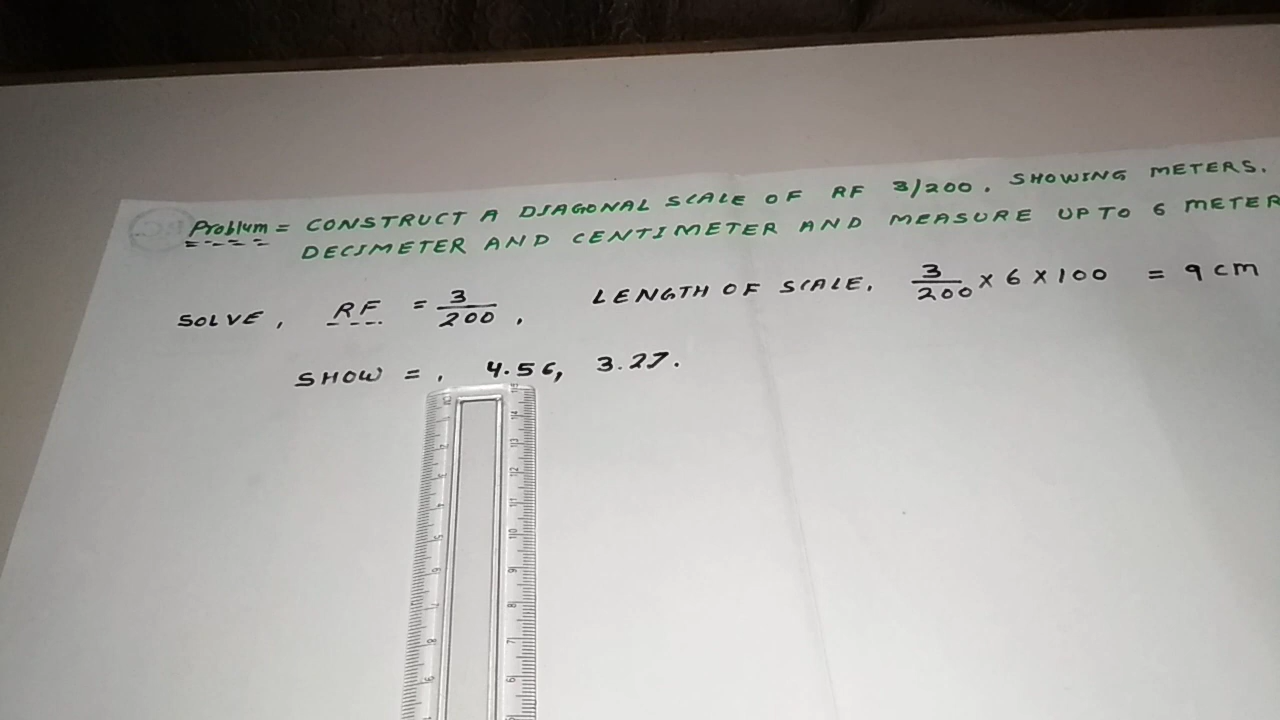 Problum = CONSTRUCT A DIAGONAL SCALE OF RF 3/200. SHOWING METERS.
DECIMETER AND CENTIMETER AND MEASURE UP TO 6 METER
SOLVE, RF = 3/200, LENGTH OF SCALE, 3/200 × 6 × 100 = 9 cm
SHOW = , 4.56, 3.27.